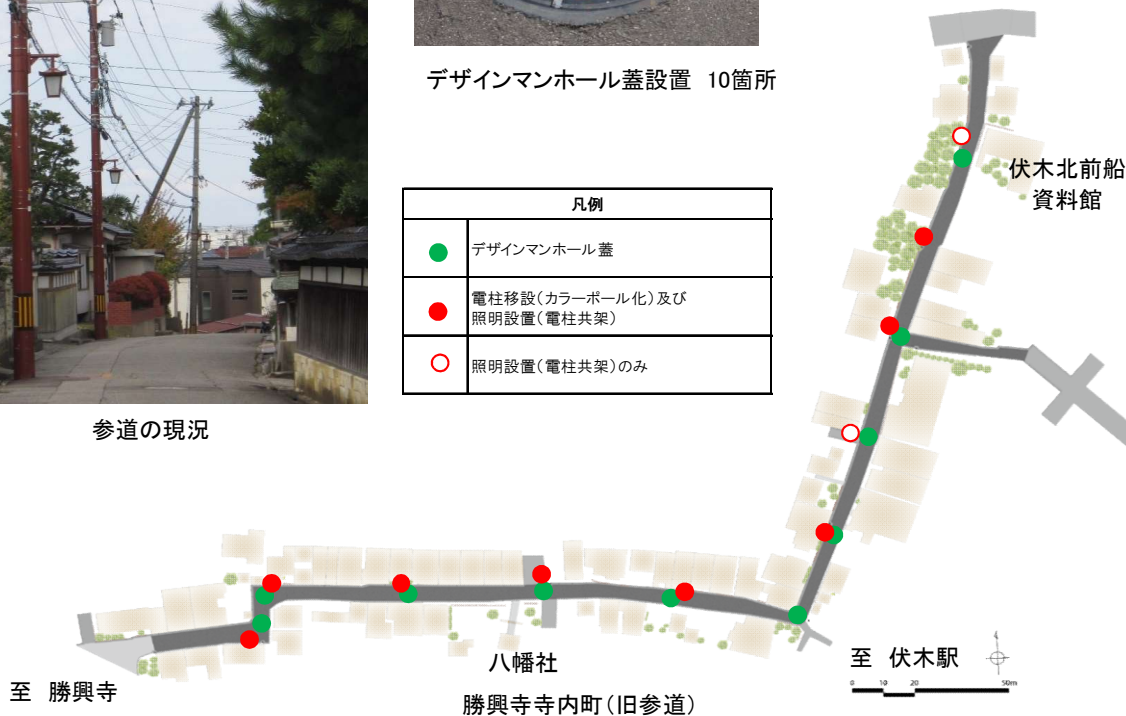 デザインマンホール蓋設置 10箇所
伏木北前船
資料館
凡例
デザインマンホール蓋
電柱移設(カラーポール化)及び
照明設置(電柱共架)
照明設置(電柱共架)のみ
参道の現況
八幡社
至 伏木駅
0 10 20 50m
至 勝興寺
勝興寺寺内町(旧参道)